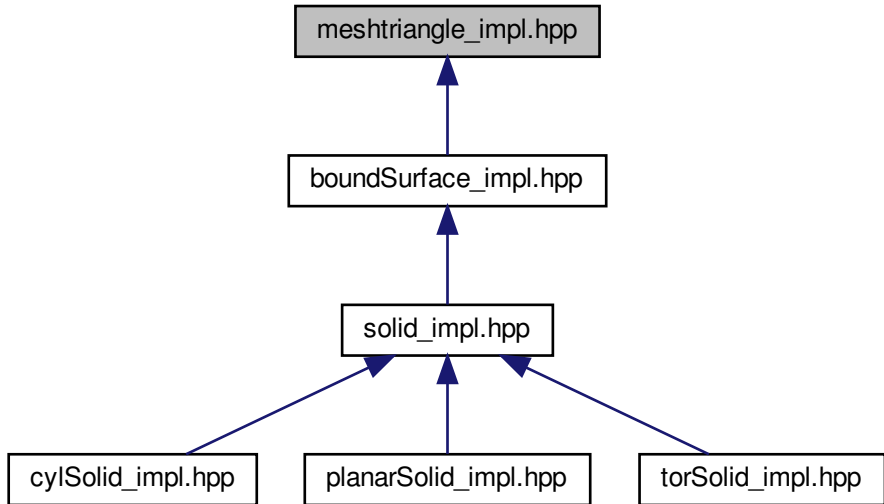 meshtriangle_impl.hpp
boundSurface_impl.hpp
solid_impl.hpp
cylSolid_impl.hpp
planarSolid_impl.hpp
torSolid_impl.hpp